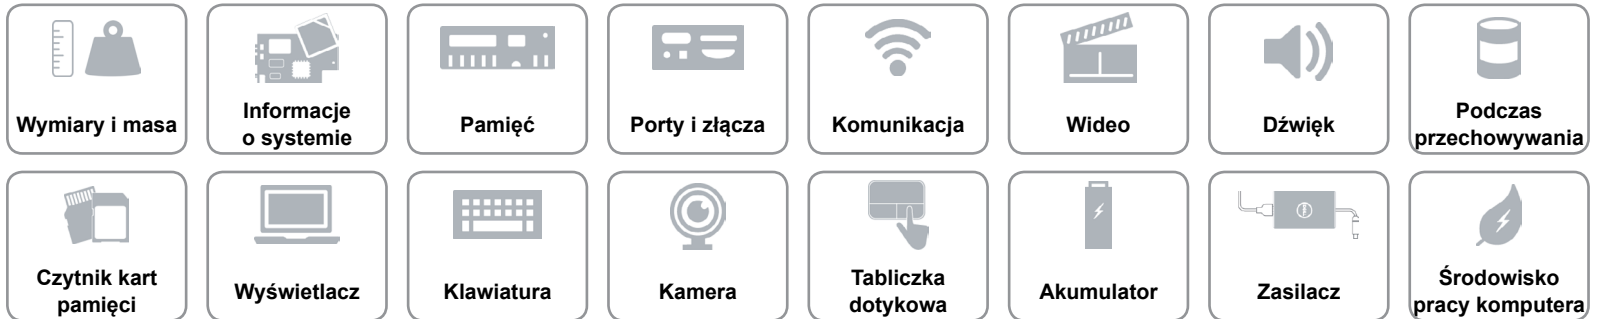 Wymiary i masa
Informacje
o systemie
Pamięć
Porty i złącza
Komunikacja
Wideo
Dźwięk
Podczas
przechowywania
Czytnik kart
pamięci
Wyświetlacz
Klawiatura
Kamera
Tabliczka
dotykowa
Akumulator
Zasilacz
Środowisko
pracy komputera